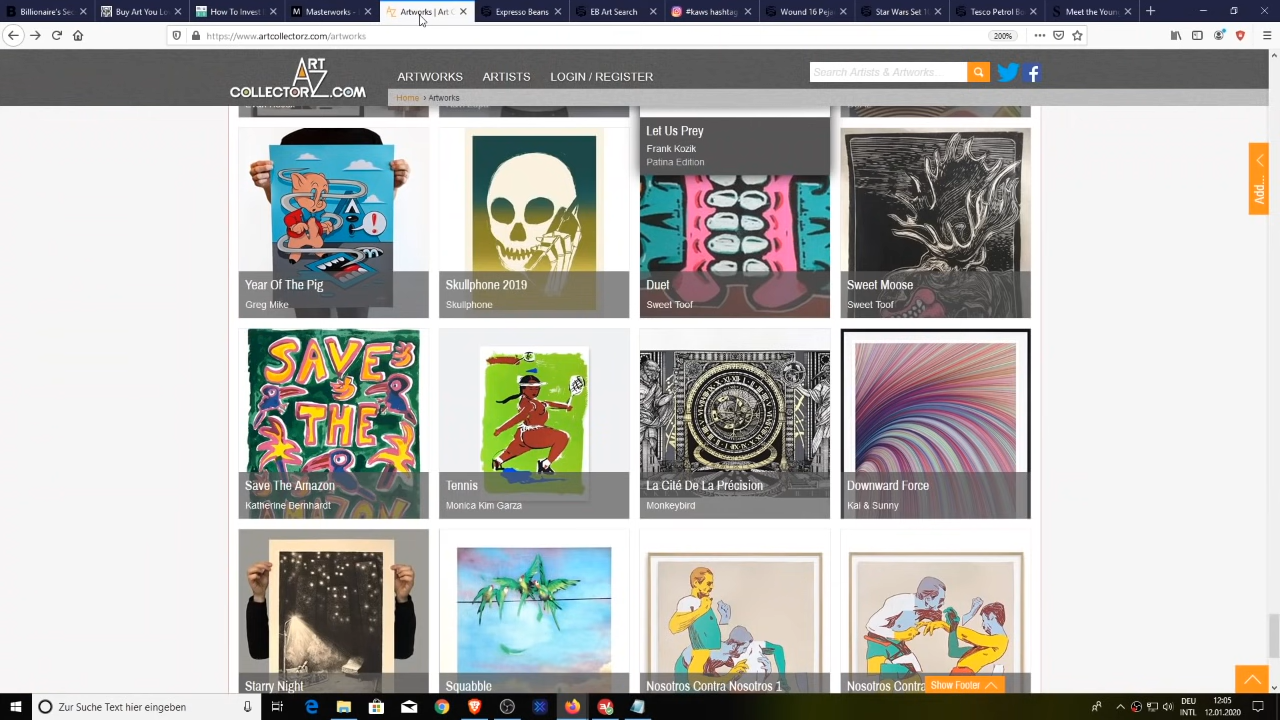 Billionaire's Sec
Buy Art You Lo
How To Invest
Masterworks -
Artworks | Art C
Expresso Beans
EB Art Search
#kaws hashtag
Wound 16 Peja
Star Wars Set 10
Tesco Petrol Bo
Meet the Youn
https://www.artcollectorz.com/artworks
200%
ART
AZ
COLLECTORZ.COM
ARTWORKS
ARTISTS
LOGIN / REGISTER
Search Artists & Artworks....
Home › Artworks
Let Us Prey
Frank Kozik
Patina Edition
Add...
Year Of The Pig
Greg Mike
Skullphone 2019
Skullphone
Duet
Sweet Toof
Sweet Moose
Sweet Toof
SAVE
THE
AMAZON
Save The Amazon
Katherine Bernhardt
Tennis
Monica Kim Garza
La Cité De La Précision
Monkeybird
Downward Force
Kai & Sunny
Starry Night
Squabble
Nosotros Contra Nosotros 1
Nosotros Contra
Show Footer
Zur Suche Text hier eingeben
DEU
INTL
12:05
12.01.2020